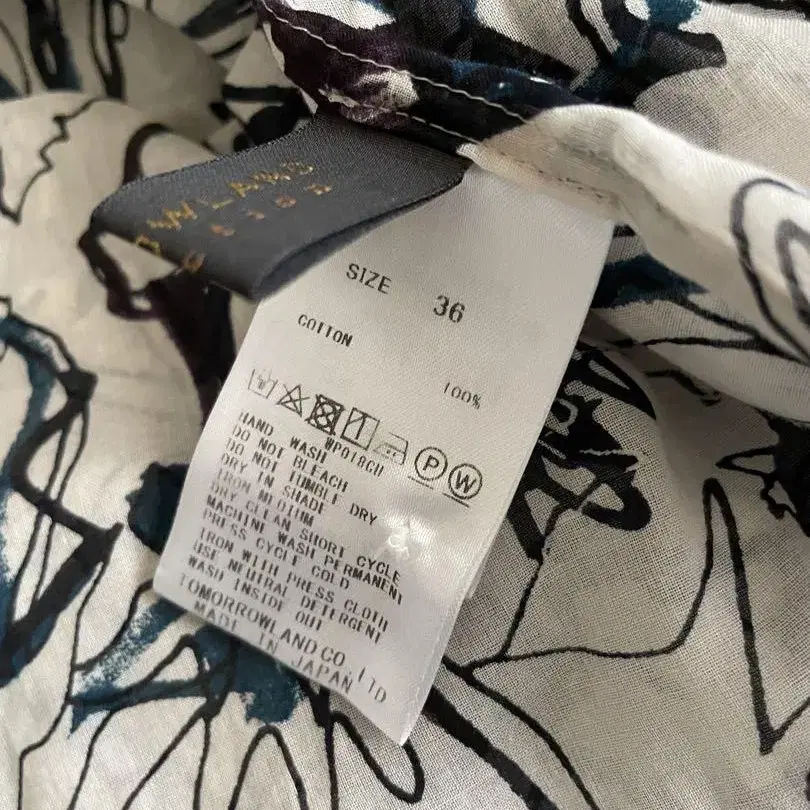 SIZE 36
COTTON
100%
P W
WP018GH
HAND WASH
DO NOT BLEACH
DO NOT TUMBLE DRY
DRY IN SHADE
IRON MEDIUM
DRY CLEAN SHORT CYCLE
MACHINE WASH PERMANENT
PRESS CYCLE COLD
IRON WITH PRESS CLOTH
USE NEUTRAL DETERGENT
WASH INSIDE OUT
TOMORROWLAND CO.,LTD
MADE IN JAPAN